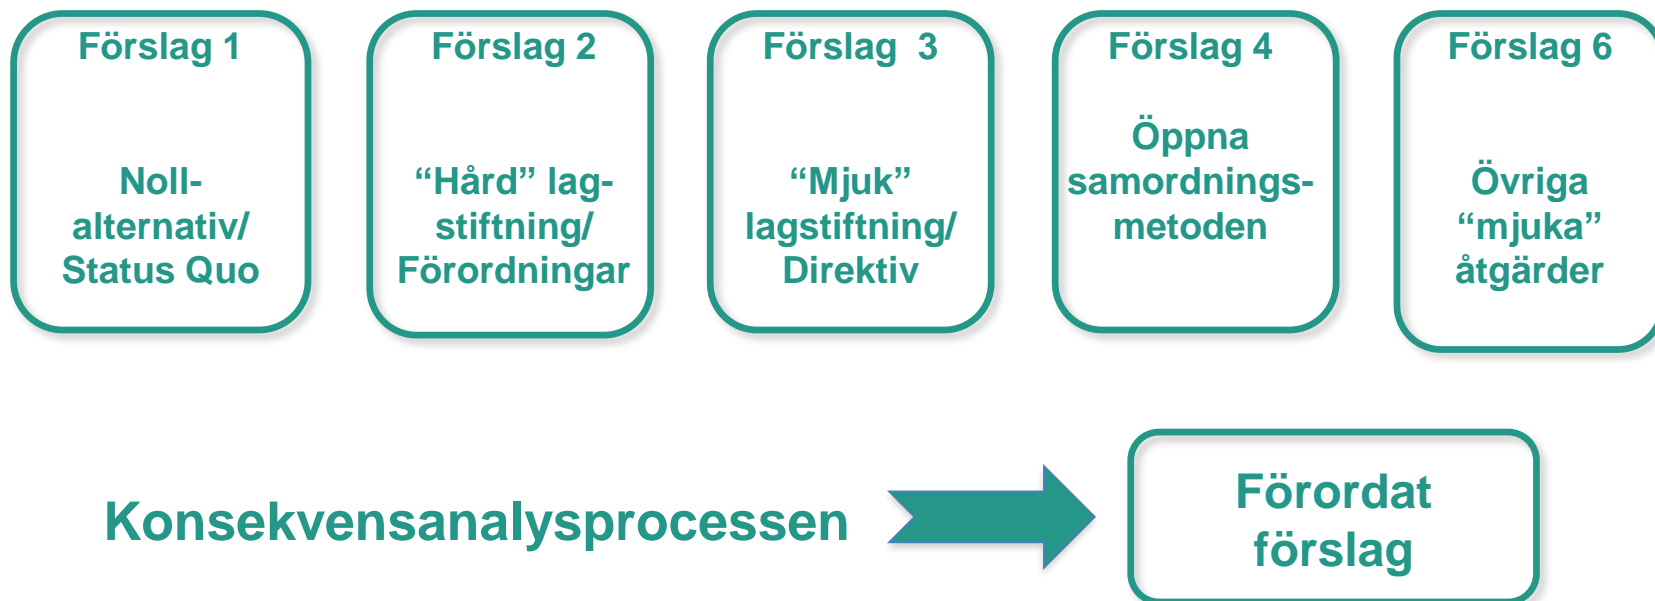 Förslag 1
Noll-
alternativ/
Status Quo
Förslag 2
“Hård” lag-
stiftning/
Förordningar
Förslag  3
“Mjuk”
lagstiftning/
Direktiv
Förslag 4
Öppna
samordnings-
metoden
Förslag 6
Övriga
“mjuka”
åtgärder
Konsekvensanalysprocessen
Förordat
förslag